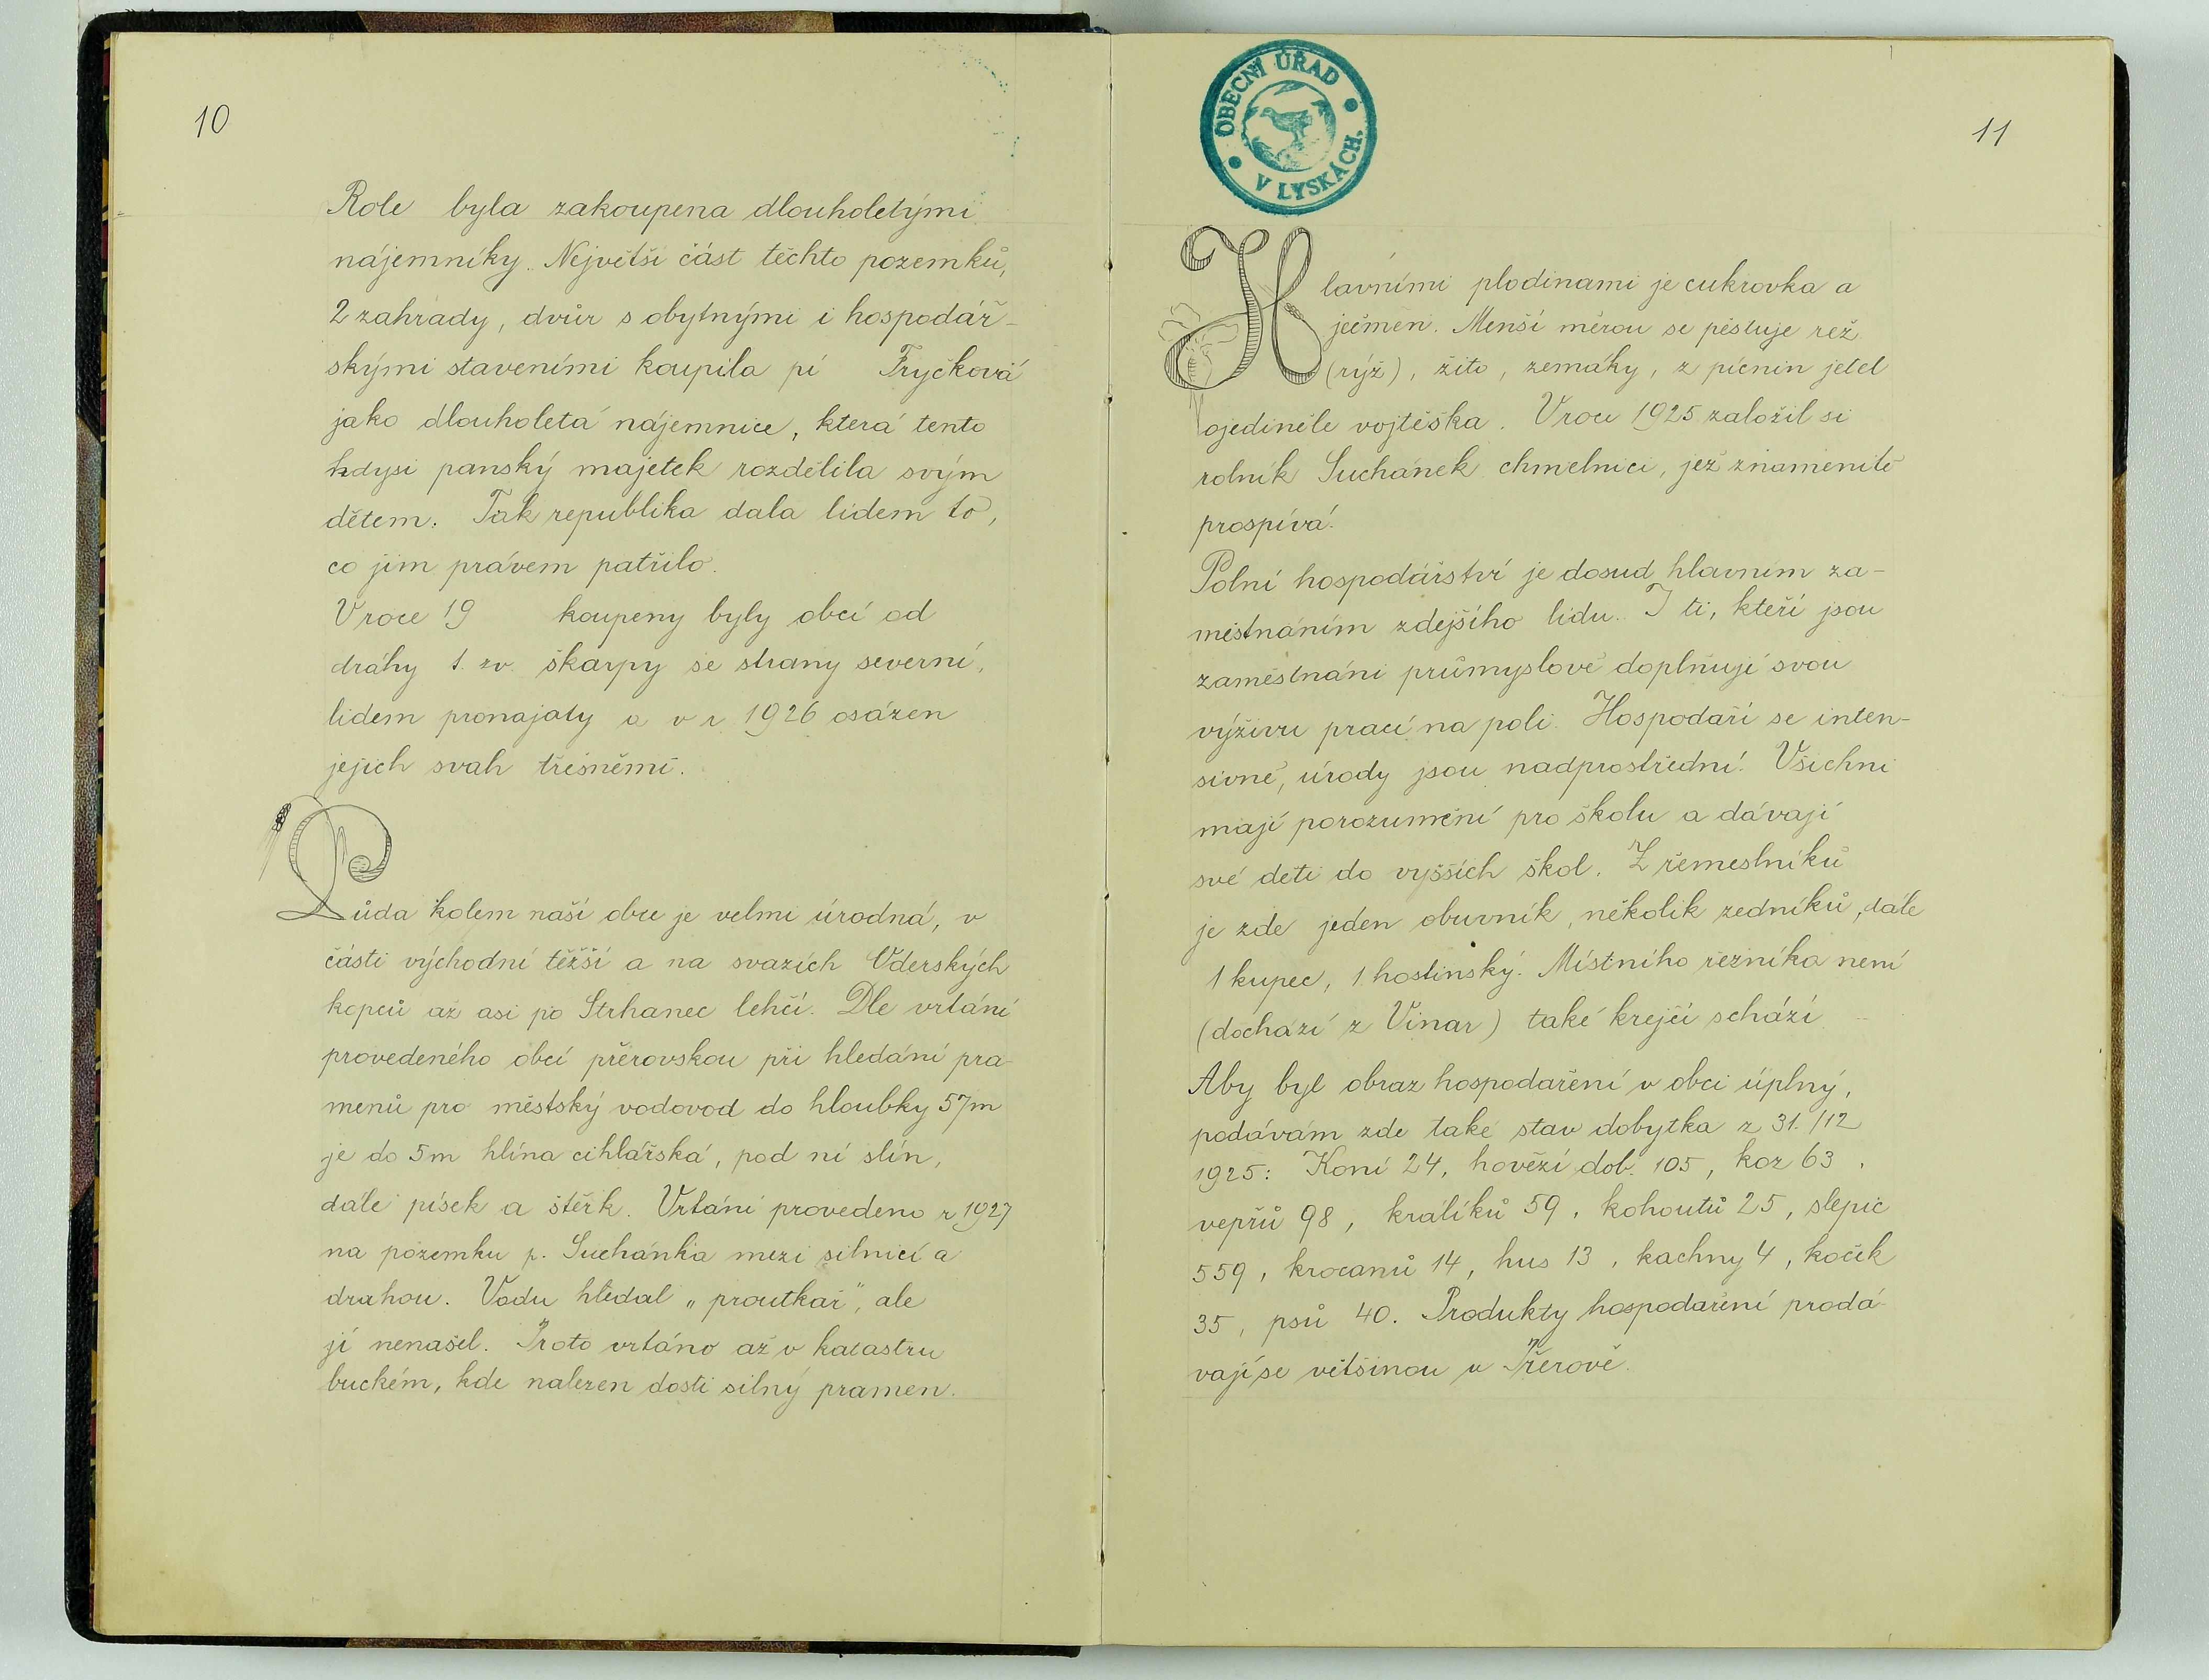 10
Role byla zakoupena dlouholetými
nájemníky. Největší část těchto pozemků,
2 zahrady, dvůr s obytnými i hospodář-
skými staveními koupila pí Fryčková
jako dlouholetá nájemnice, která tento
kdysi panský majetek rozdělila svým
dětem. Tak republika dala lidem to,
co jim právem patřilo.
V roce 19 koupeny byly obcí od
dráhy t. zv. škarpy se strany severní,
lidem pronajaty a v r. 1926 osázen
jejich svah třešněmi.
Půda kolem naší obce je velmi úrodná, v
části východní těžší a na svazích
kopců až asi po Strhanec lehčí. Dle vrtání
provedeného obcí přerovskou při hledání pra-
menů pro městský vodovod do hloubky 57m
je do 5m hlína cihlářská, pod ní slín,
dále písek a štěrk. Vrtání provedeno r 1927
na pozemku p. Suchánka mezi silnicí a
drahou. Vodu hledal „proutkař", ale
jí nenašel. Proto vrtáno až v katastru
buckém, kde nalezen dosti silný pramen.
OBECNÍ ÚŘAD
V LYSKÁCH.
11
Hlavními plodinami je cukrovka a
ječmen. Menší měrou se pěstuje rež
(rýž), žito, zemáky, z pícnin jetel
ojediněle vojtěška. V roce 1925 založil si
rolník Suchánek chmelnici, jež znamenitě
prospívá.
Polní hospodářství je dosud hlavním za-
městnáním zdejšího lidu. I ti, kteří jsou
zaměstnáni průmyslově doplňují svou
výživu prací na poli. Hospodaří se inten-
sivně, úrody jsou nadprostřední. Všichni
mají porozumění pro školu a dávají
své děti do vyšších škol. Z řemeslníků
je zde jeden obuvník, několik zedníků, dále
1 kupec, 1 hostinský. Místního řezníka není
(dochází z Vinar) také krejčí schází
Aby byl obraz hospodaření v obci úplný,
podávám zde také stav dobytka z 31./12
1925: Koní 24, hovězí dob. 105, koz 63,
vepřů 98, králíků 59, kohoutů 25, slepic
559, krocanů 14, hus 13, kachny 4, koček
35, psů 40. Produkty hospodaření prodá-
vají se většinou v Přerově.